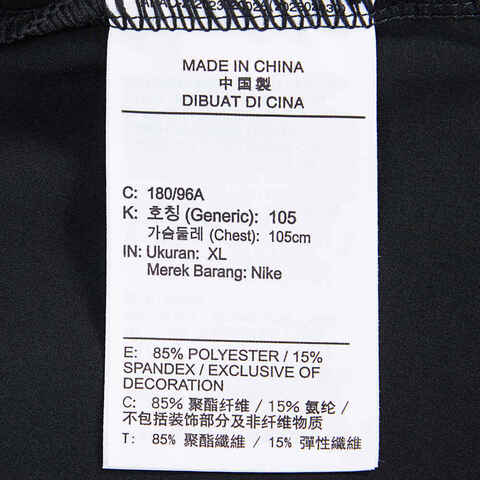 MADE IN CHINA
中国製
DIBUAT DI CINA
C: 180/96A
K: 호칭 (Generic): 105
가슴둘레 (Chest): 105cm
IN: Ukuran: XL
Merek Barang: Nike
E: 85% POLYESTER / 15%
SPANDEX / EXCLUSIVE OF
DECORATION
C: 85% 聚酯纤维 / 15% 氨纶 /
不包括装饰部分及非纤维物质
T: 85% 聚酯纖維 / 15% 彈性纖維